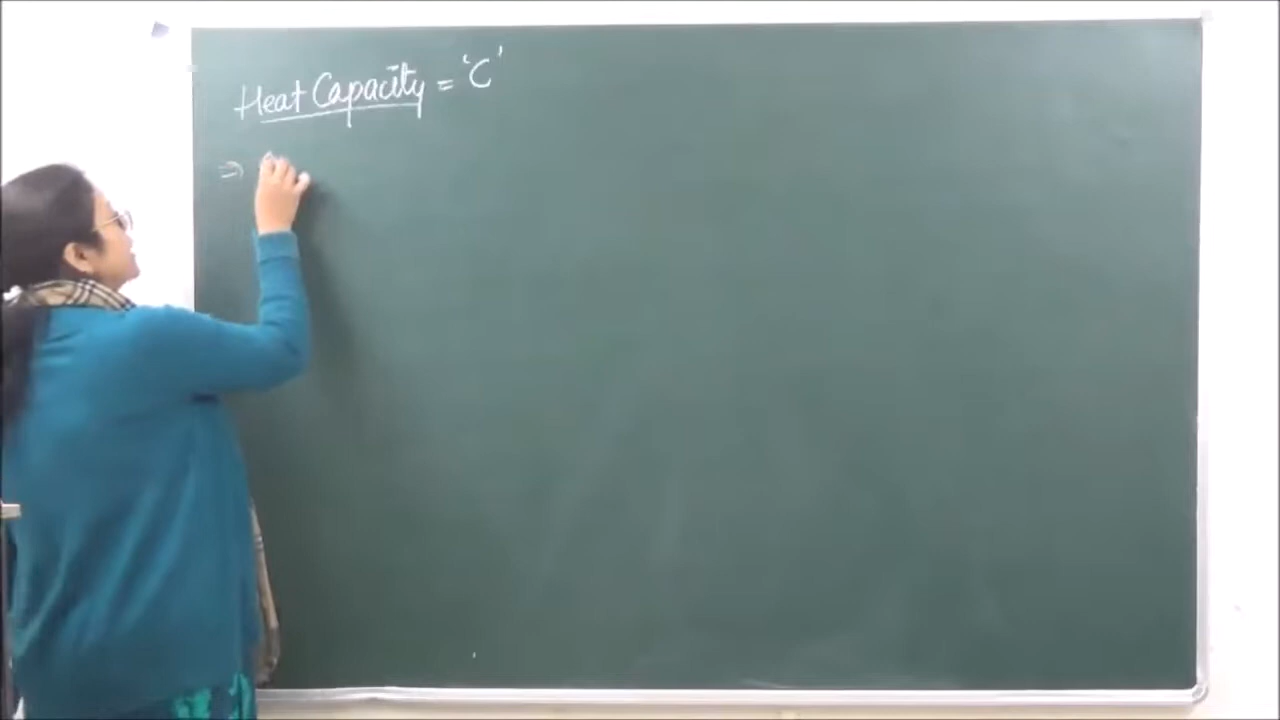 Heat Capacity = 'C'
⇒